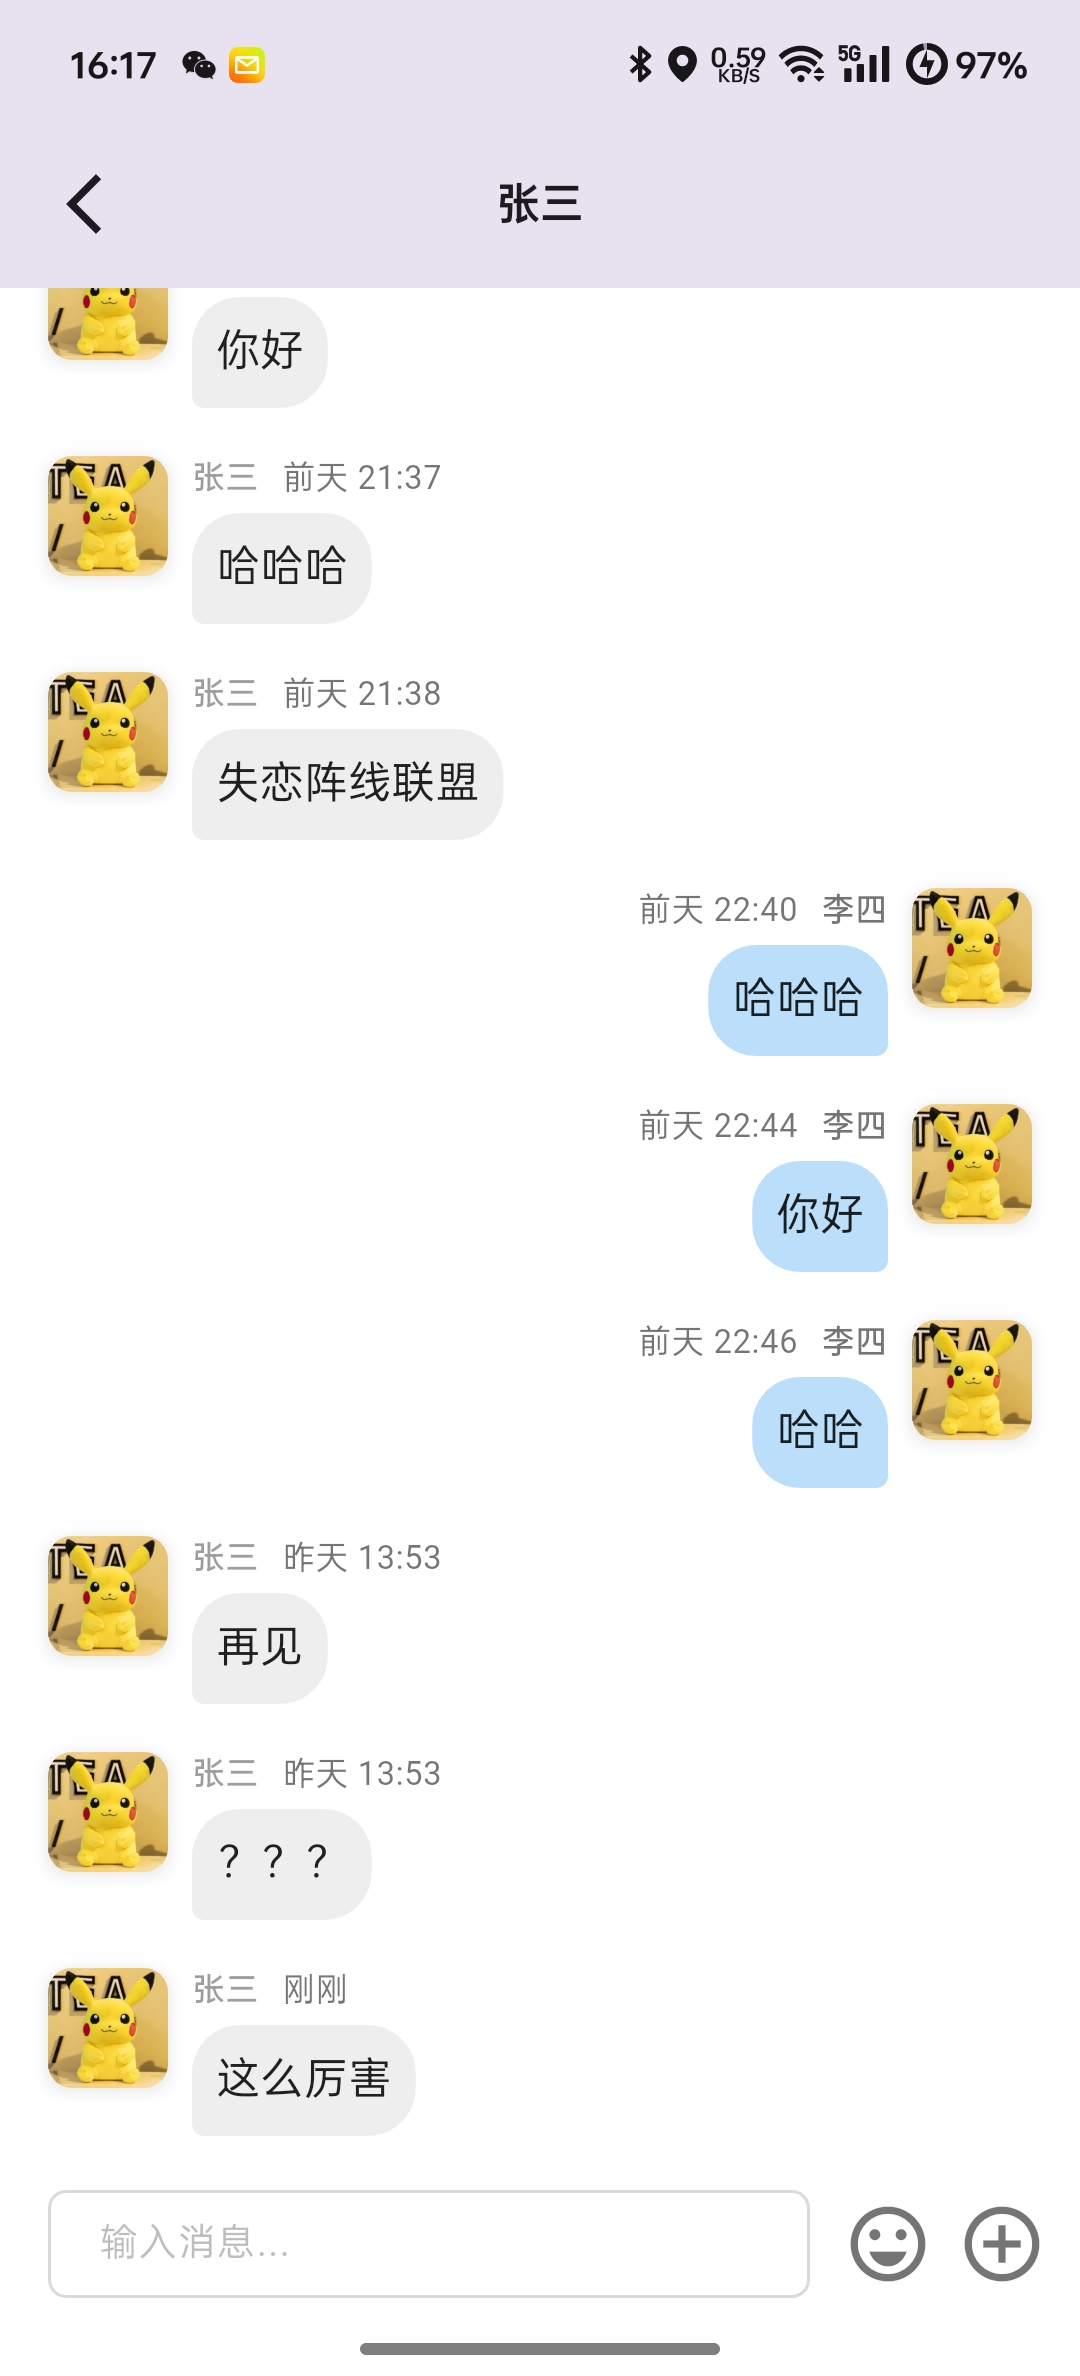 16:17 0.59 KB/S 5G 97%
张三
你好
张三 前天 21:37
哈哈哈
张三 前天 21:38
失恋阵线联盟
前天 22:40 李四
哈哈哈
前天 22:44 李四
你好
前天 22:46 李四
哈哈
张三 昨天 13:53
再见
张三 昨天 13:53
？？？
张三 刚刚
这么厉害
输入消息...